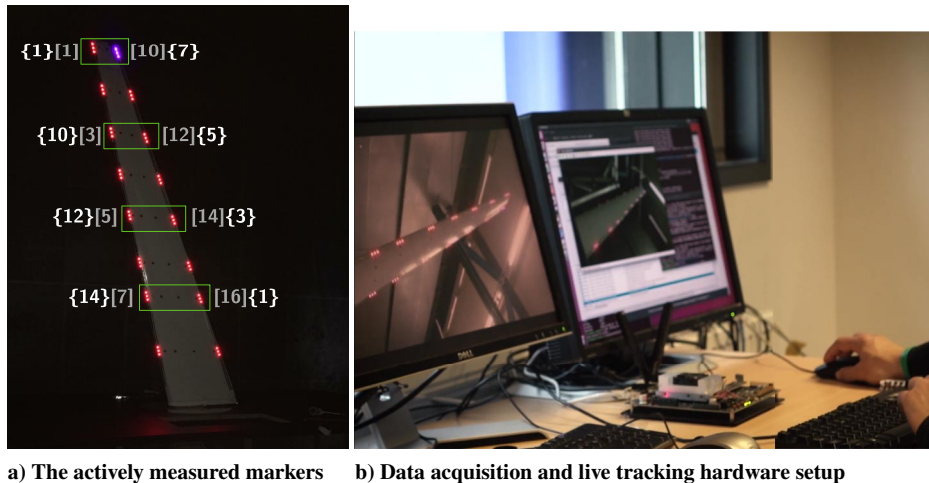 {1}[1] [10]{7}
{10}[3] [12]{5}
{12}[5] [14]{3}
{14}[7] [16]{1}
DELL
a) The actively measured markers
b) Data acquisition and live tracking hardware setup